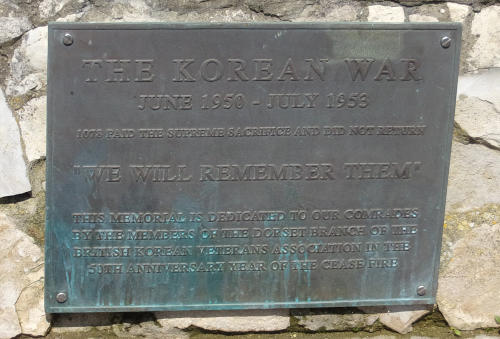 THE KOREAN WAR
JUNE 1950 - JULY 1953
1078 PAID THE SUPREME SACRIFICE AND DID NOT RETURN
"WE WILL REMEMBER THEM"
THIS MEMORIAL IS DEDICATED TO OUR COMRADES
BY THE MEMBERS OF THE DORSET BRANCH OF THE
BRITISH KOREAN VETERANS ASSOCIATION IN THE
50TH ANNIVERSARY YEAR OF THE CEASE FIRE